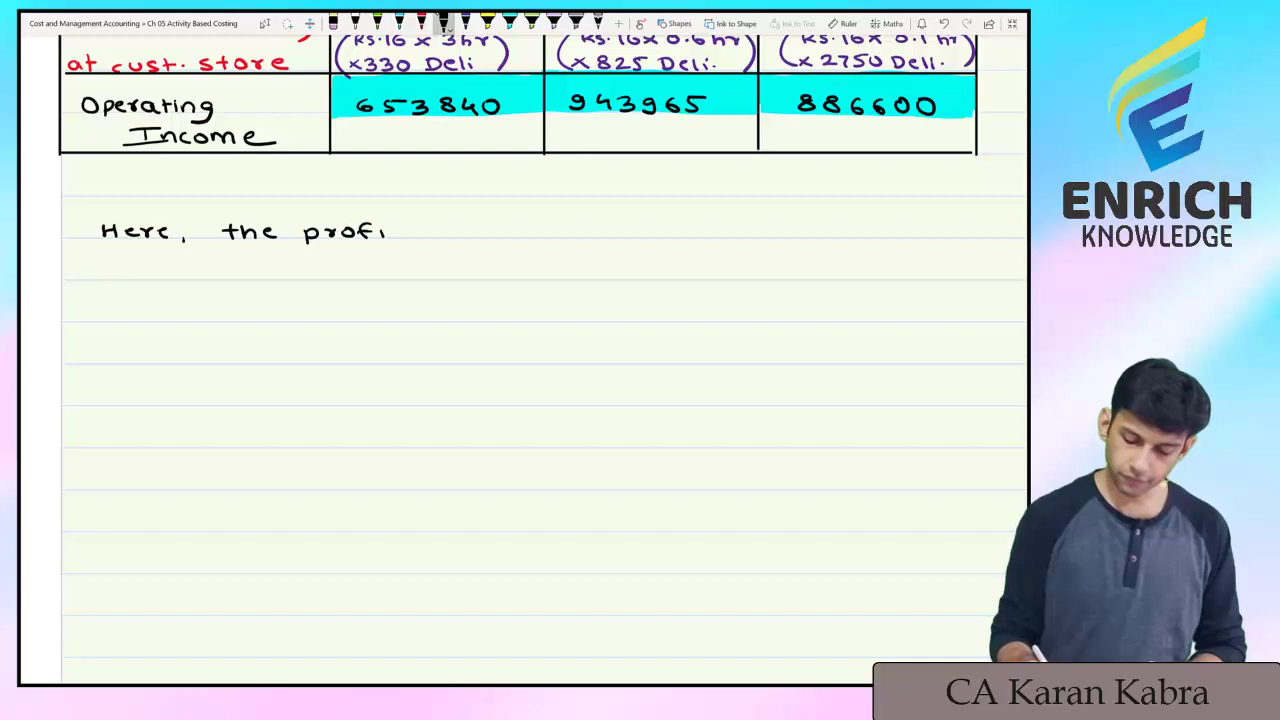 Cost and Management Accounting » Ch 05 Activity Based Costing
Shapes
Ink to Shape
Ink to Text
Ruler
Maths
(Rs.16 x 3hr)
(Rs.16x 0.6 hr)
(Rs.16x 0.1 hr)
at cust. store
x330 Deli
x 825 Deli.
x 2750 Deli.
Operating
Income
653840
943965
886600
Here, the profi
ENRICH
KNOWLEDGE
CA Karan Kabra